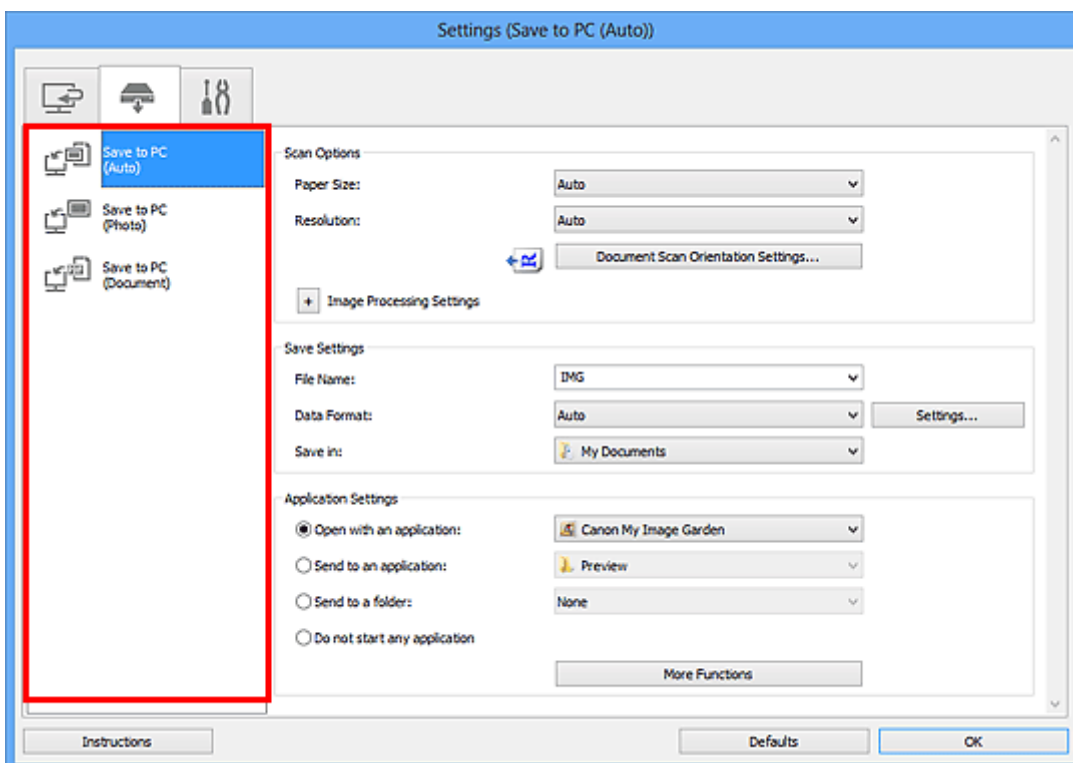 Settings (Save to PC (Auto))
Save to PC
(Auto)
Save to PC
(Photo)
Save to PC
(Document)
Scan Options
Paper Size: Auto
Resolution: Auto
Document Scan Orientation Settings...
+ Image Processing Settings
Save Settings
File Name: IMG
Data Format: Auto Settings...
Save in: My Documents
Application Settings
Open with an application: Canon My Image Garden
Send to an application: Preview
Send to a folder: None
Do not start any application
More Functions
Instructions Defaults OK